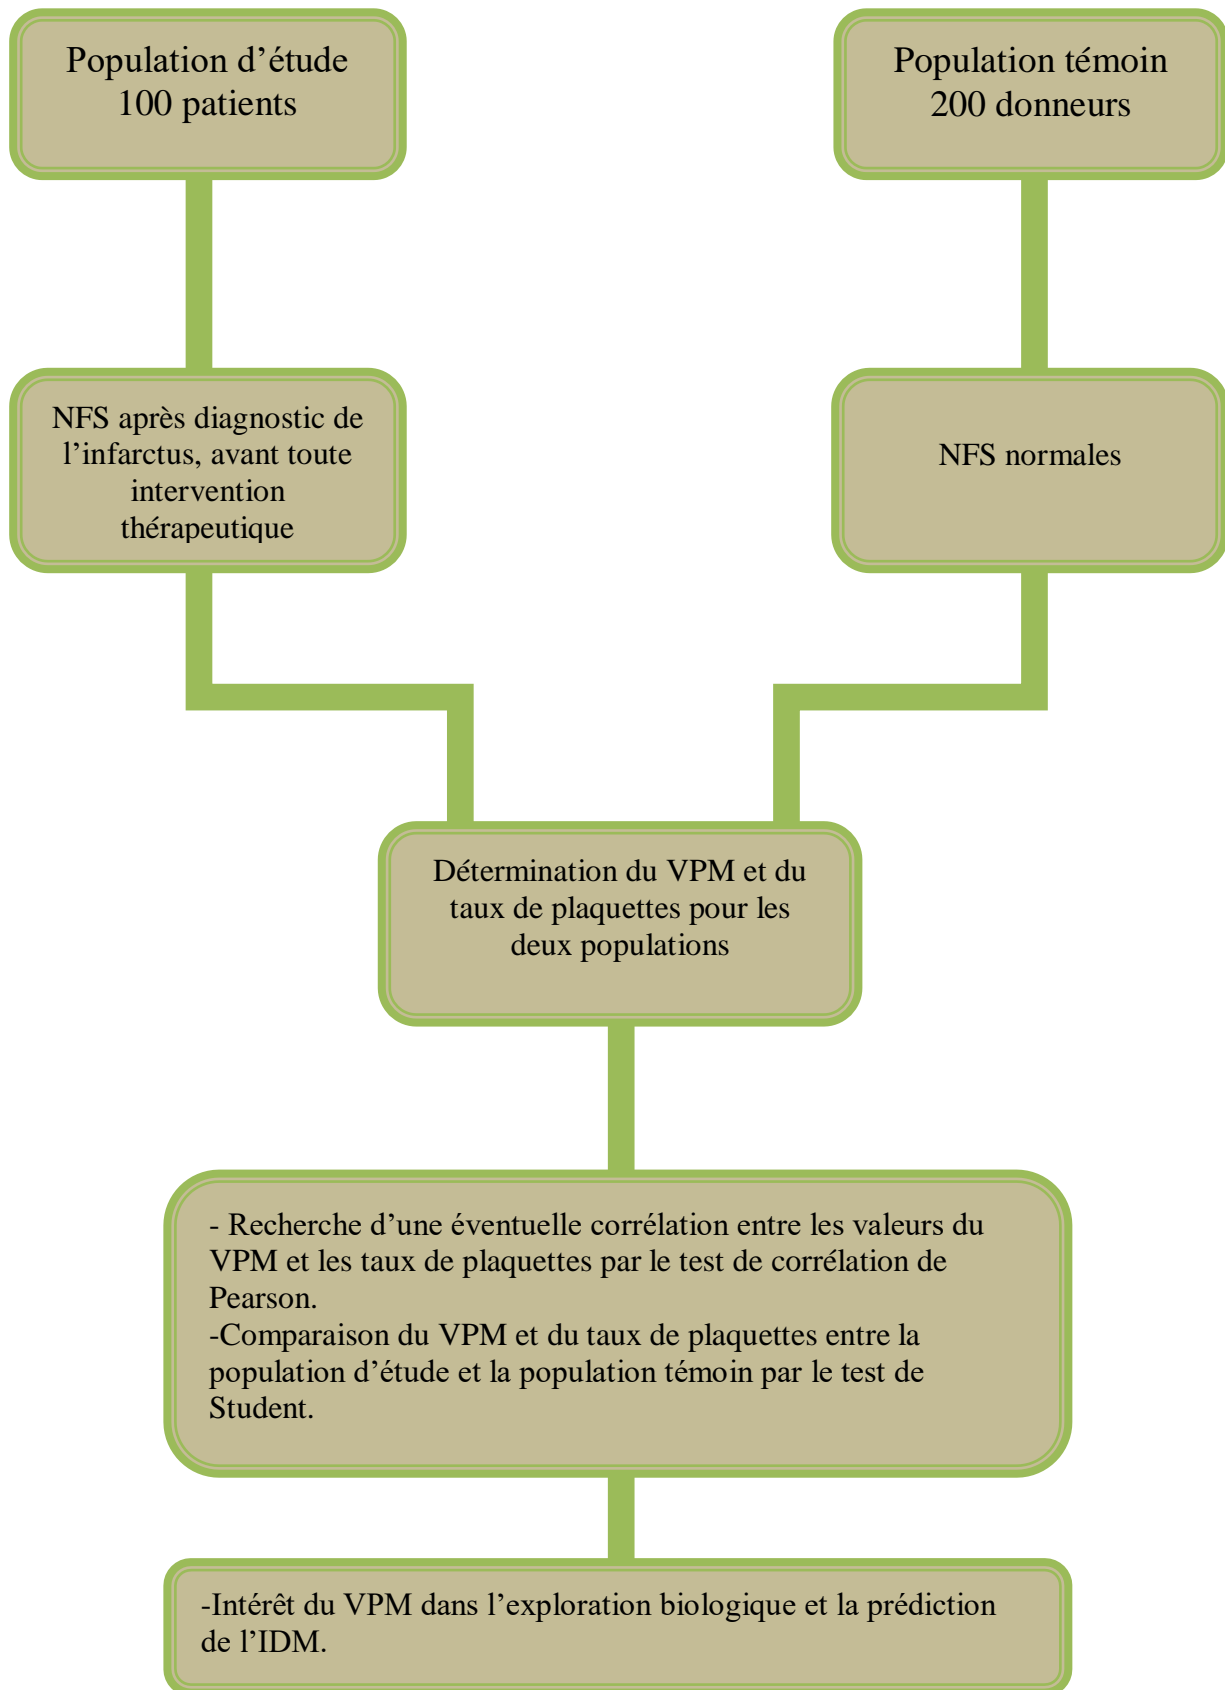 Population d’étude
100 patients
Population témoin
200 donneurs
NFS après diagnostic de
l’infarctus, avant toute
intervention
thérapeutique
NFS normales
Détermination du VPM et du
taux de plaquettes pour les
deux populations
- Recherche d’une éventuelle corrélation entre les valeurs du
VPM et les taux de plaquettes par le test de corrélation de
Pearson.
-Comparaison du VPM et du taux de plaquettes entre la
population d’étude et la population témoin par le test de
Student.
-Intérêt du VPM dans l’exploration biologique et la prédiction
de l’IDM.